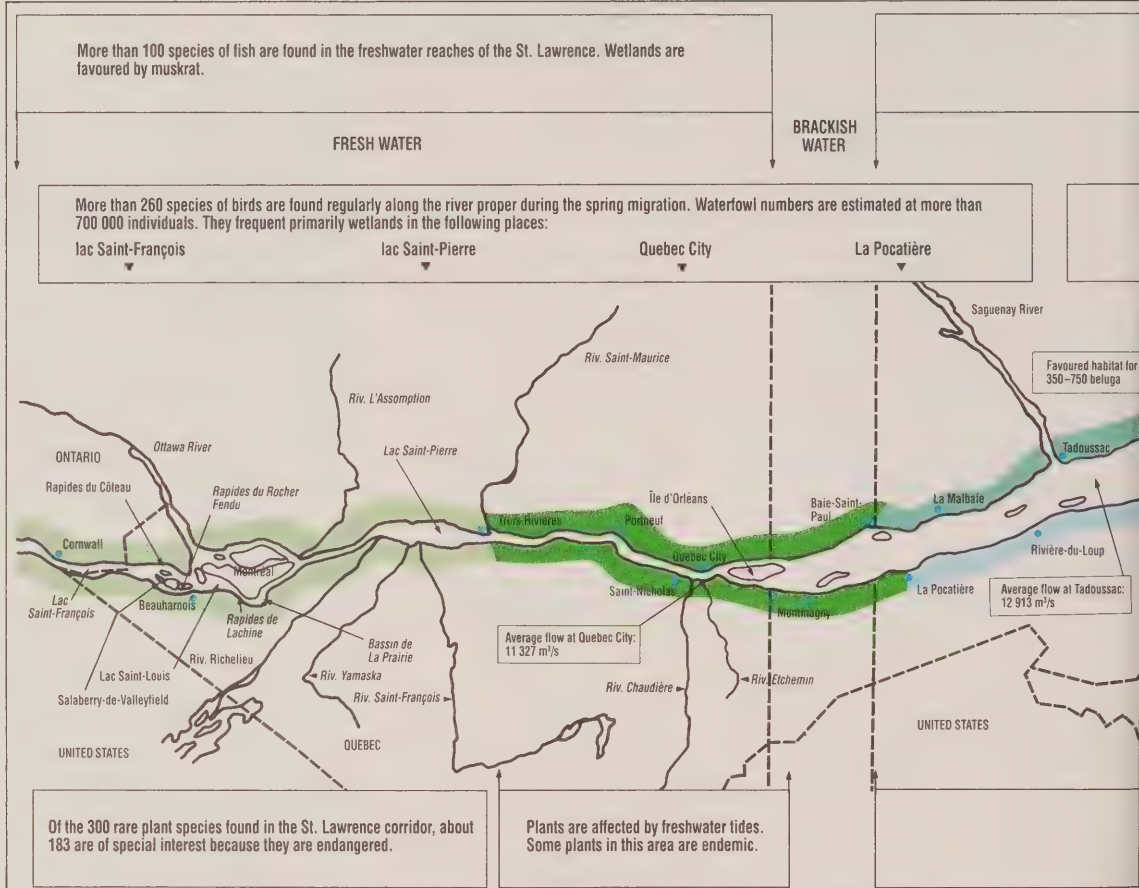 More than 100 species of fish are found in the freshwater reaches of the St. Lawrence. Wetlands are
favoured by muskrat.
FRESH WATER
BRACKISH
WATER
More than 260 species of birds are found regularly along the river proper during the spring migration. Waterfowl numbers are estimated at more than
700 000 individuals. They frequent primarily wetlands in the following places:
lac Saint-François
lac Saint-Pierre
Quebec City
La Pocatière
Saguenay River
Riv. Saint-Maurice
Favoured habitat for
350–750 beluga
Riv. L'Assomption
Ottawa River
Lac Saint-Pierre
Tadoussac
ONTARIO
Rapides du Côteau
Rapides du Rocher
Fendu
Île d'Orléans
Baie-Saint-
Paul
La Malbaie
Trois-Rivières
Portneuf
Cornwall
Quebec City
Rivière-du-Loup
Montréal
Saint-Nicholas
La Pocatière
Lac
Saint-François
Beauharnois
Rapides de
Lachine
Montmagny
Average flow at Tadoussac:
12 913 m³/s
Bassin de
La Prairie
Average flow at Quebec City:
11 327 m³/s
Lac Saint-Louis
Riv. Richelieu
Riv. Yamaska
Riv. Etchemin
Salaberry-de-Valleyfield
Riv. Saint-François
Riv. Chaudière
UNITED STATES
QUEBEC
UNITED STATES
Of the 300 rare plant species found in the St. Lawrence corridor, about
183 are of special interest because they are endangered.
Plants are affected by freshwater tides.
Some plants in this area are endemic.